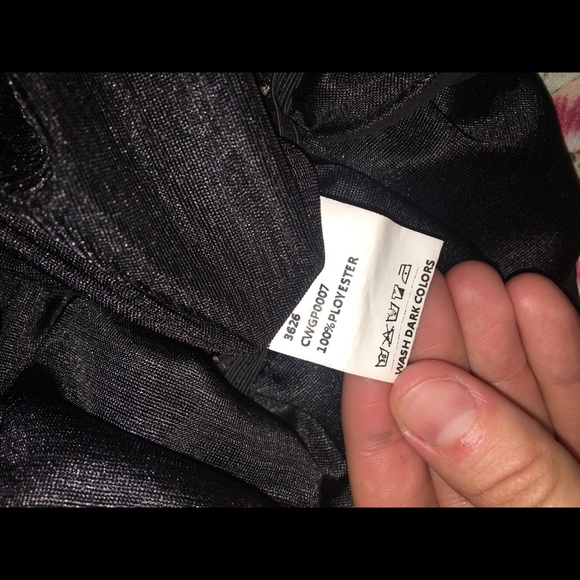 3626
CWGP0007
100%PLOYESTER
WASH DARK COLORS